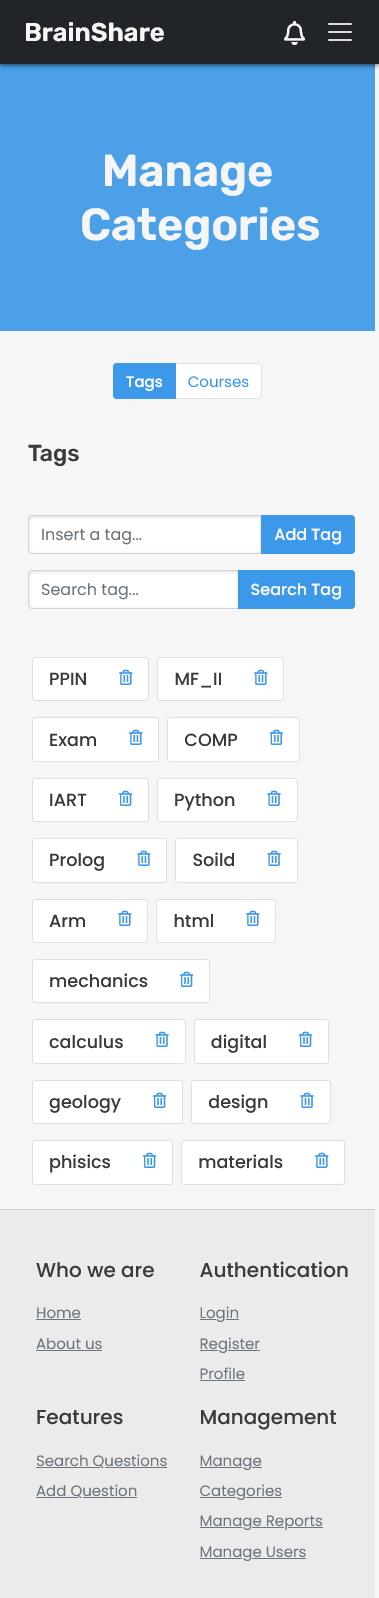 BrainShare
Manage
Categories
Tags Courses
Tags
Insert a tag... Add Tag
Search tag... Search Tag
PPIN MF_II
Exam COMP
IART Python
Prolog Soild
Arm html
mechanics
calculus digital
geology design
phisics materials
Who we are Authentication
Home Login
About us Register
Profile
Features Management
Search Questions Manage
Add Question Categories
Manage Reports
Manage Users